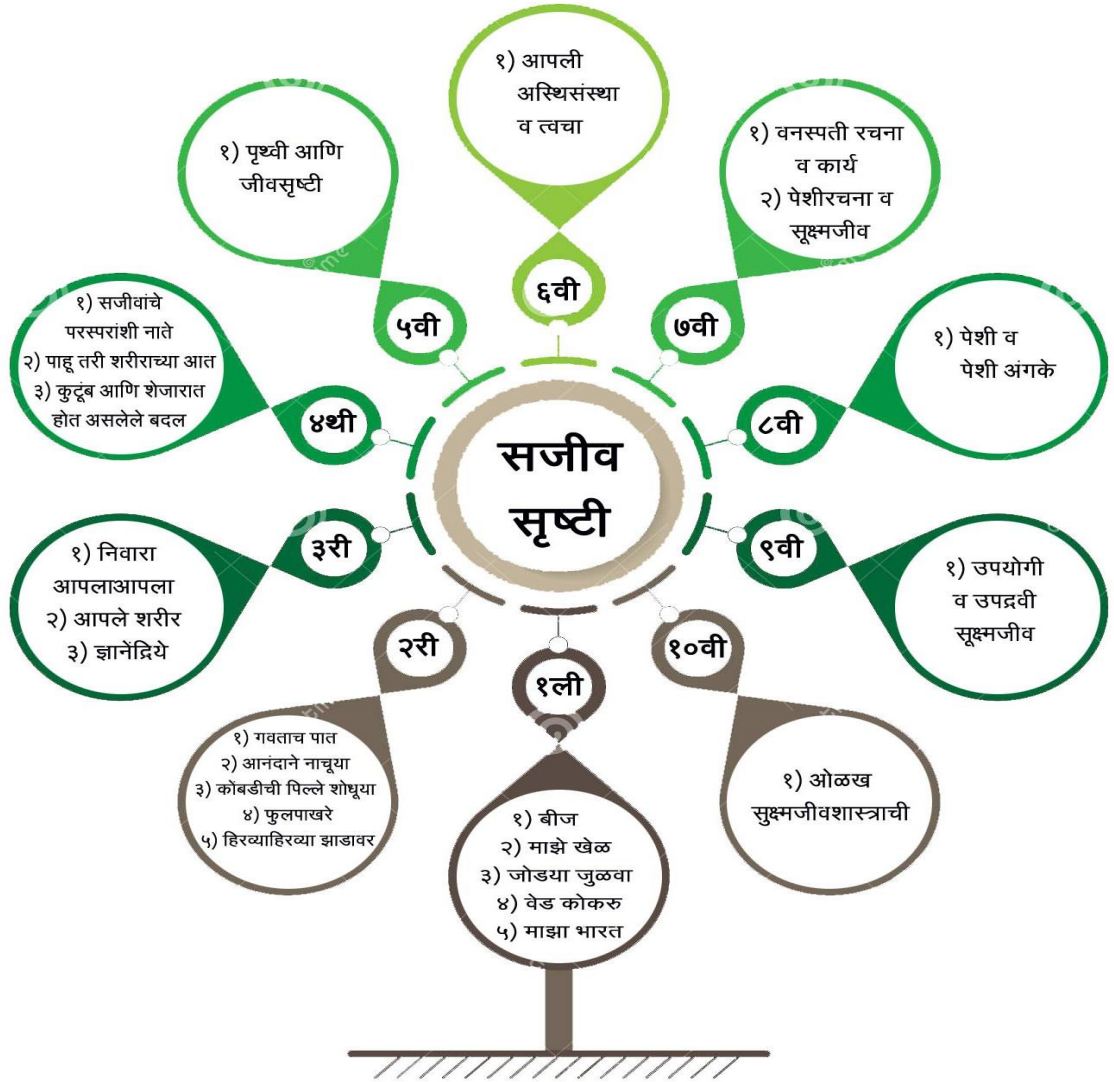 सजीव
सृष्टी
१ली
१) बीज
२) माझे खेळ
३) जोडया जुळवा
४) वेड कोकरु
५) माझा भारत
२री
१) गवताच पात
२) आनंदाने नाचूया
३) कोंबडीची पिल्ले शोधूया
४) फुलपाखरे
५) हिरव्याहिरव्या झाडावर
३री
१) निवारा
आपलाआपला
२) आपले शरीर
३) ज्ञानेंद्रिये
४थी
१) सजीवांचे
परस्परांशी नाते
२) पाहू तरी शरीराच्या आत
३) कुटूंब आणि शेजारात
होत असलेले बदल
५वी
१) पृथ्वी आणि
जीवसृष्टी
६वी
१) आपली
अस्थिसंस्था
व त्वचा
७वी
१) वनस्पती रचना
व कार्य
२) पेशीरचना व
सूक्ष्मजीव
८वी
१) पेशी व
पेशी अंगके
९वी
१) उपयोगी
व उपद्रवी
सूक्ष्मजीव
१०वी
१) ओळख
सुक्ष्मजीवशास्त्राची